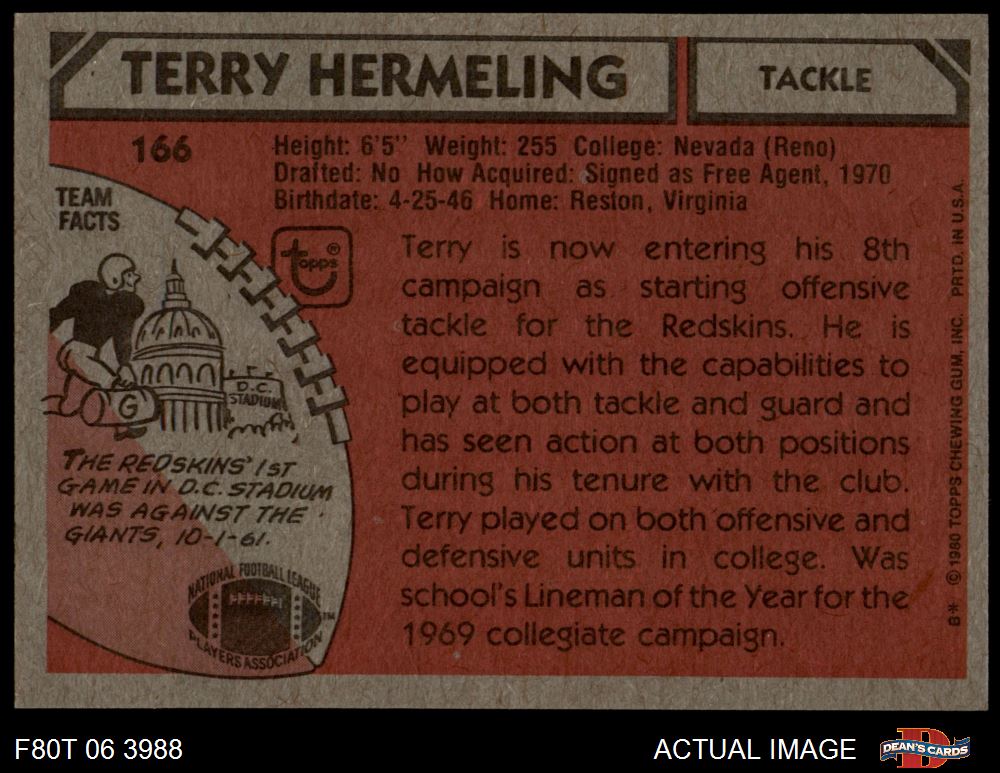 TERRY HERMELING
TACKLE
166
Height: 6'5" Weight: 255 College: Nevada (Reno)
Drafted: No How Acquired: Signed as Free Agent, 1970
Birthdate: 4-25-46 Home: Reston, Virginia
TEAM
FACTS
topps®
D.C.
STADIUM
G
THE REDSKINS' 1ST
GAME IN D.C. STADIUM
WAS AGAINST THE
GIANTS, 10-1-61.
NATIONAL FOOTBALL LEAGUE
PLAYERS ASSOCIATION
TM
Terry is now entering his 8th
campaign as starting offensive
tackle for the Redskins. He is
equipped with the capabilities to
play at both tackle and guard and
has seen action at both positions
during his tenure with the club.
Terry played on both offensive and
defensive units in college. Was
school's Lineman of the Year for the
1969 collegiate campaign.
B* © 1980 TOPPS CHEWING GUM, INC. PRTD. IN U.S.A.
F80T 06 3988
ACTUAL IMAGE
DEAN'S CARDS